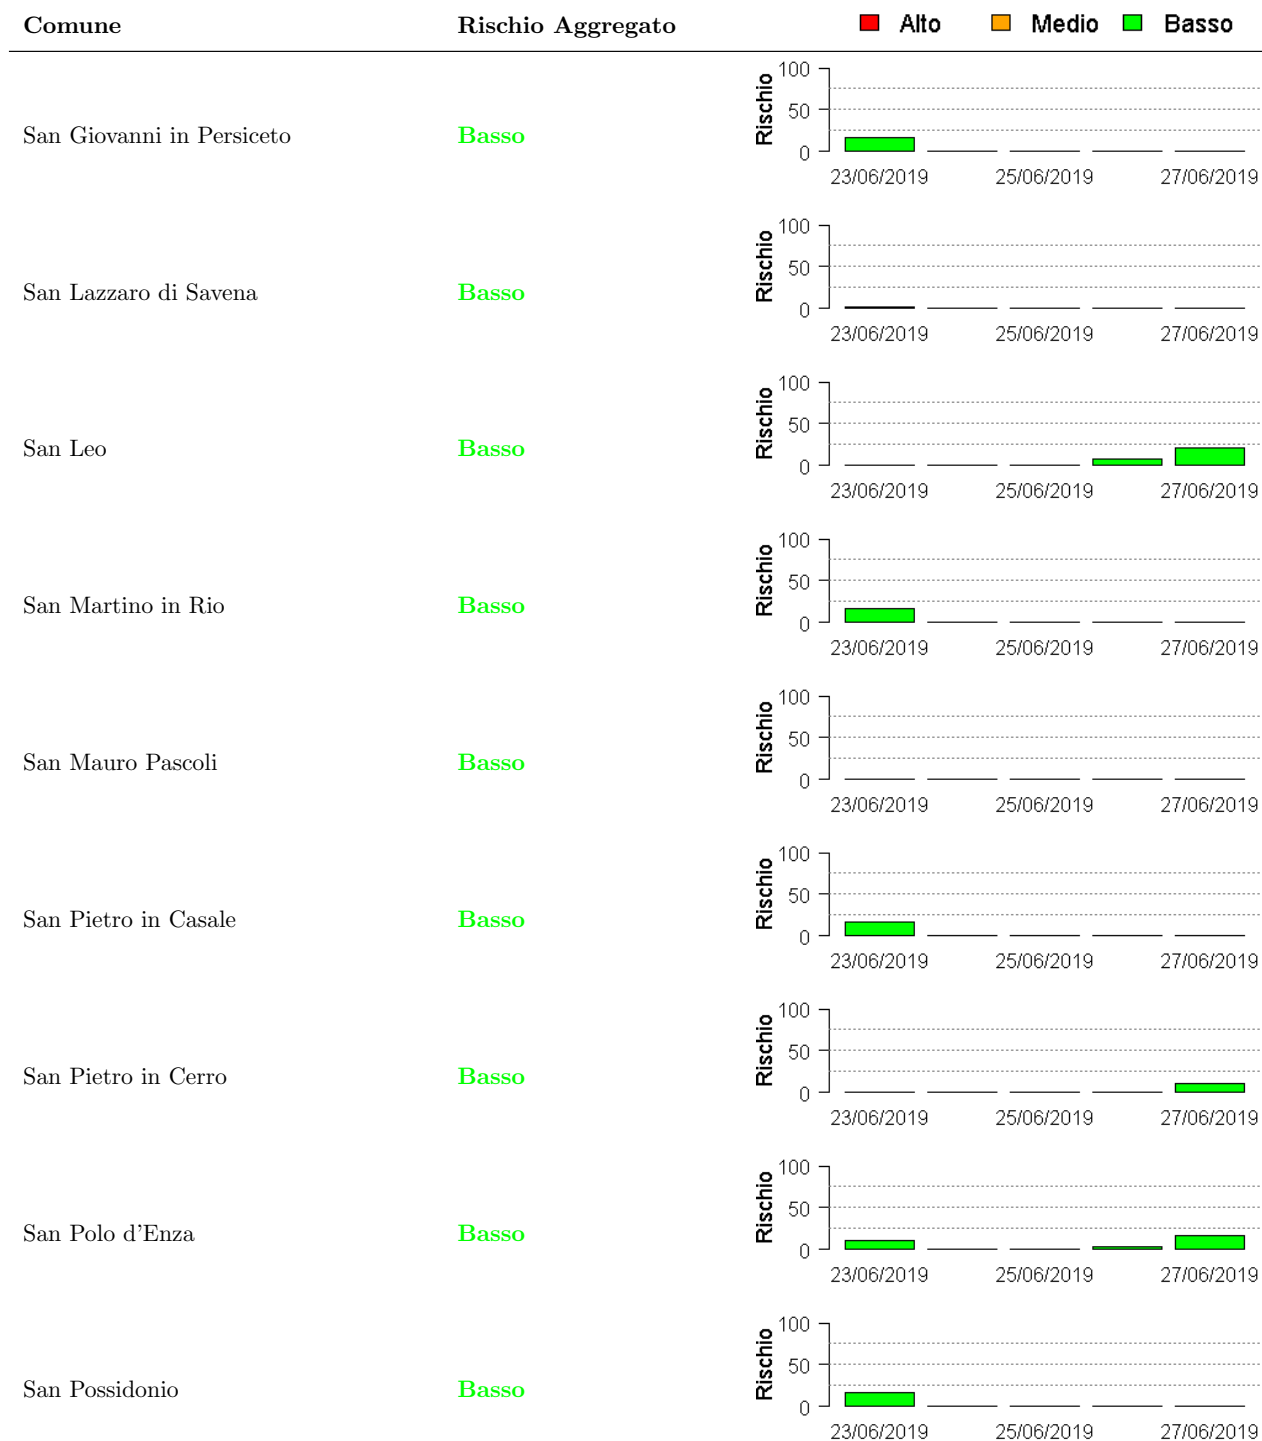 Comune Rischio Aggregato Alto Medio Basso
San Giovanni in Persiceto Basso Rischio 100 50 0
23/06/2019 25/06/2019 27/06/2019
San Lazzaro di Savena Basso Rischio 100 50 0
23/06/2019 25/06/2019 27/06/2019
San Leo Basso Rischio 100 50 0
23/06/2019 25/06/2019 27/06/2019
San Martino in Rio Basso Rischio 100 50 0
23/06/2019 25/06/2019 27/06/2019
San Mauro Pascoli Basso Rischio 100 50 0
23/06/2019 25/06/2019 27/06/2019
San Pietro in Casale Basso Rischio 100 50 0
23/06/2019 25/06/2019 27/06/2019
San Pietro in Cerro Basso Rischio 100 50 0
23/06/2019 25/06/2019 27/06/2019
San Polo d'Enza Basso Rischio 100 50 0
23/06/2019 25/06/2019 27/06/2019
San Possidonio Basso Rischio 100 50 0
23/06/2019 25/06/2019 27/06/2019